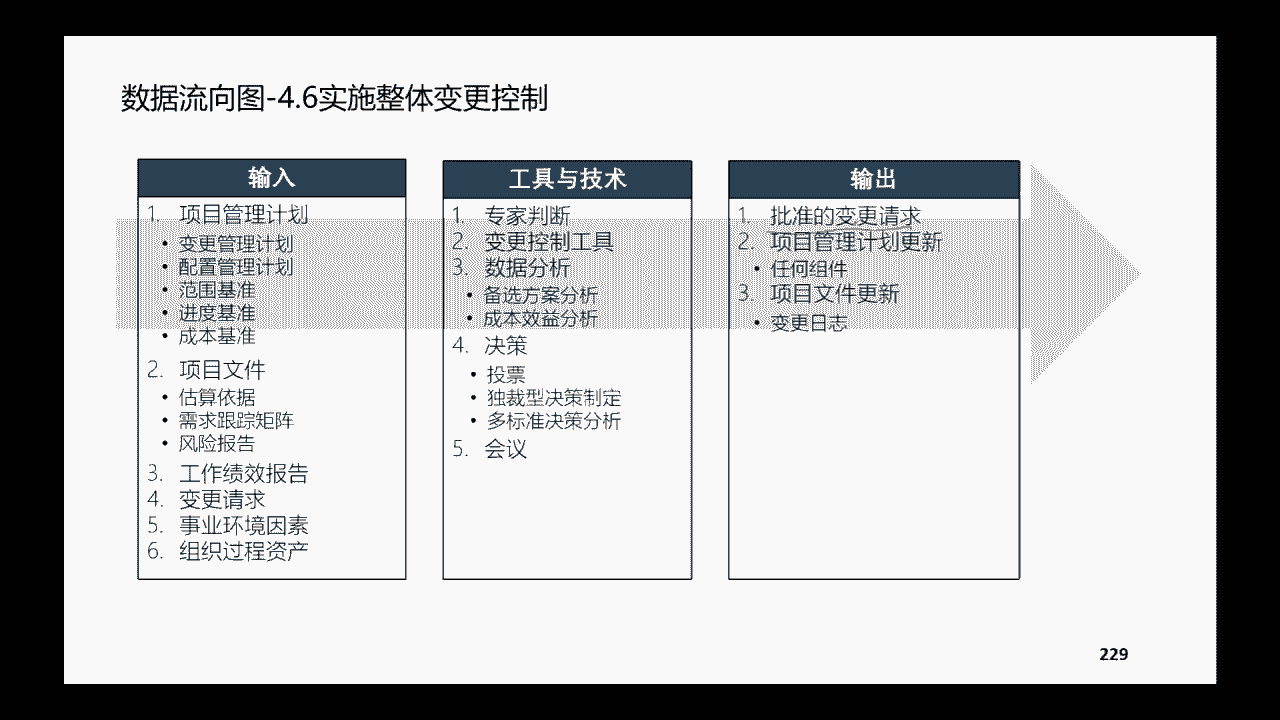 数据流向图-4.6实施整体变更控制
输入
1. 项目管理计划
• 变更管理计划
• 配置管理计划
• 范围基准
• 进度基准
• 成本基准
2. 项目文件
• 估算依据
• 需求跟踪矩阵
• 风险报告
3. 工作绩效报告
4. 变更请求
5. 事业环境因素
6. 组织过程资产
工具与技术
1. 专家判断
2. 变更控制工具
3. 数据分析
• 备选方案分析
• 成本效益分析
4. 决策
• 投票
• 独裁型决策制定
• 多标准决策分析
5. 会议
输出
1. 批准的变更请求
2. 项目管理计划更新
• 任何组件
3. 项目文件更新
• 变更日志
229